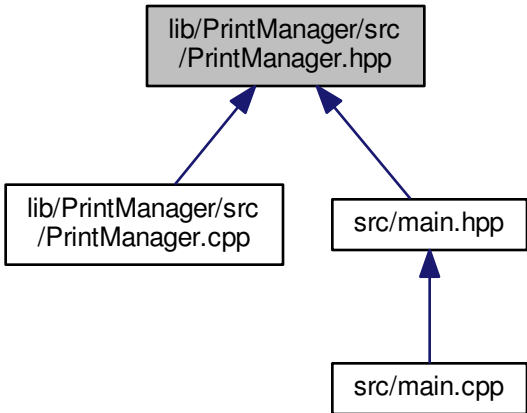 lib/PrintManager/src
/PrintManager.hpp
lib/PrintManager/src
/PrintManager.cpp
src/main.hpp
src/main.cpp